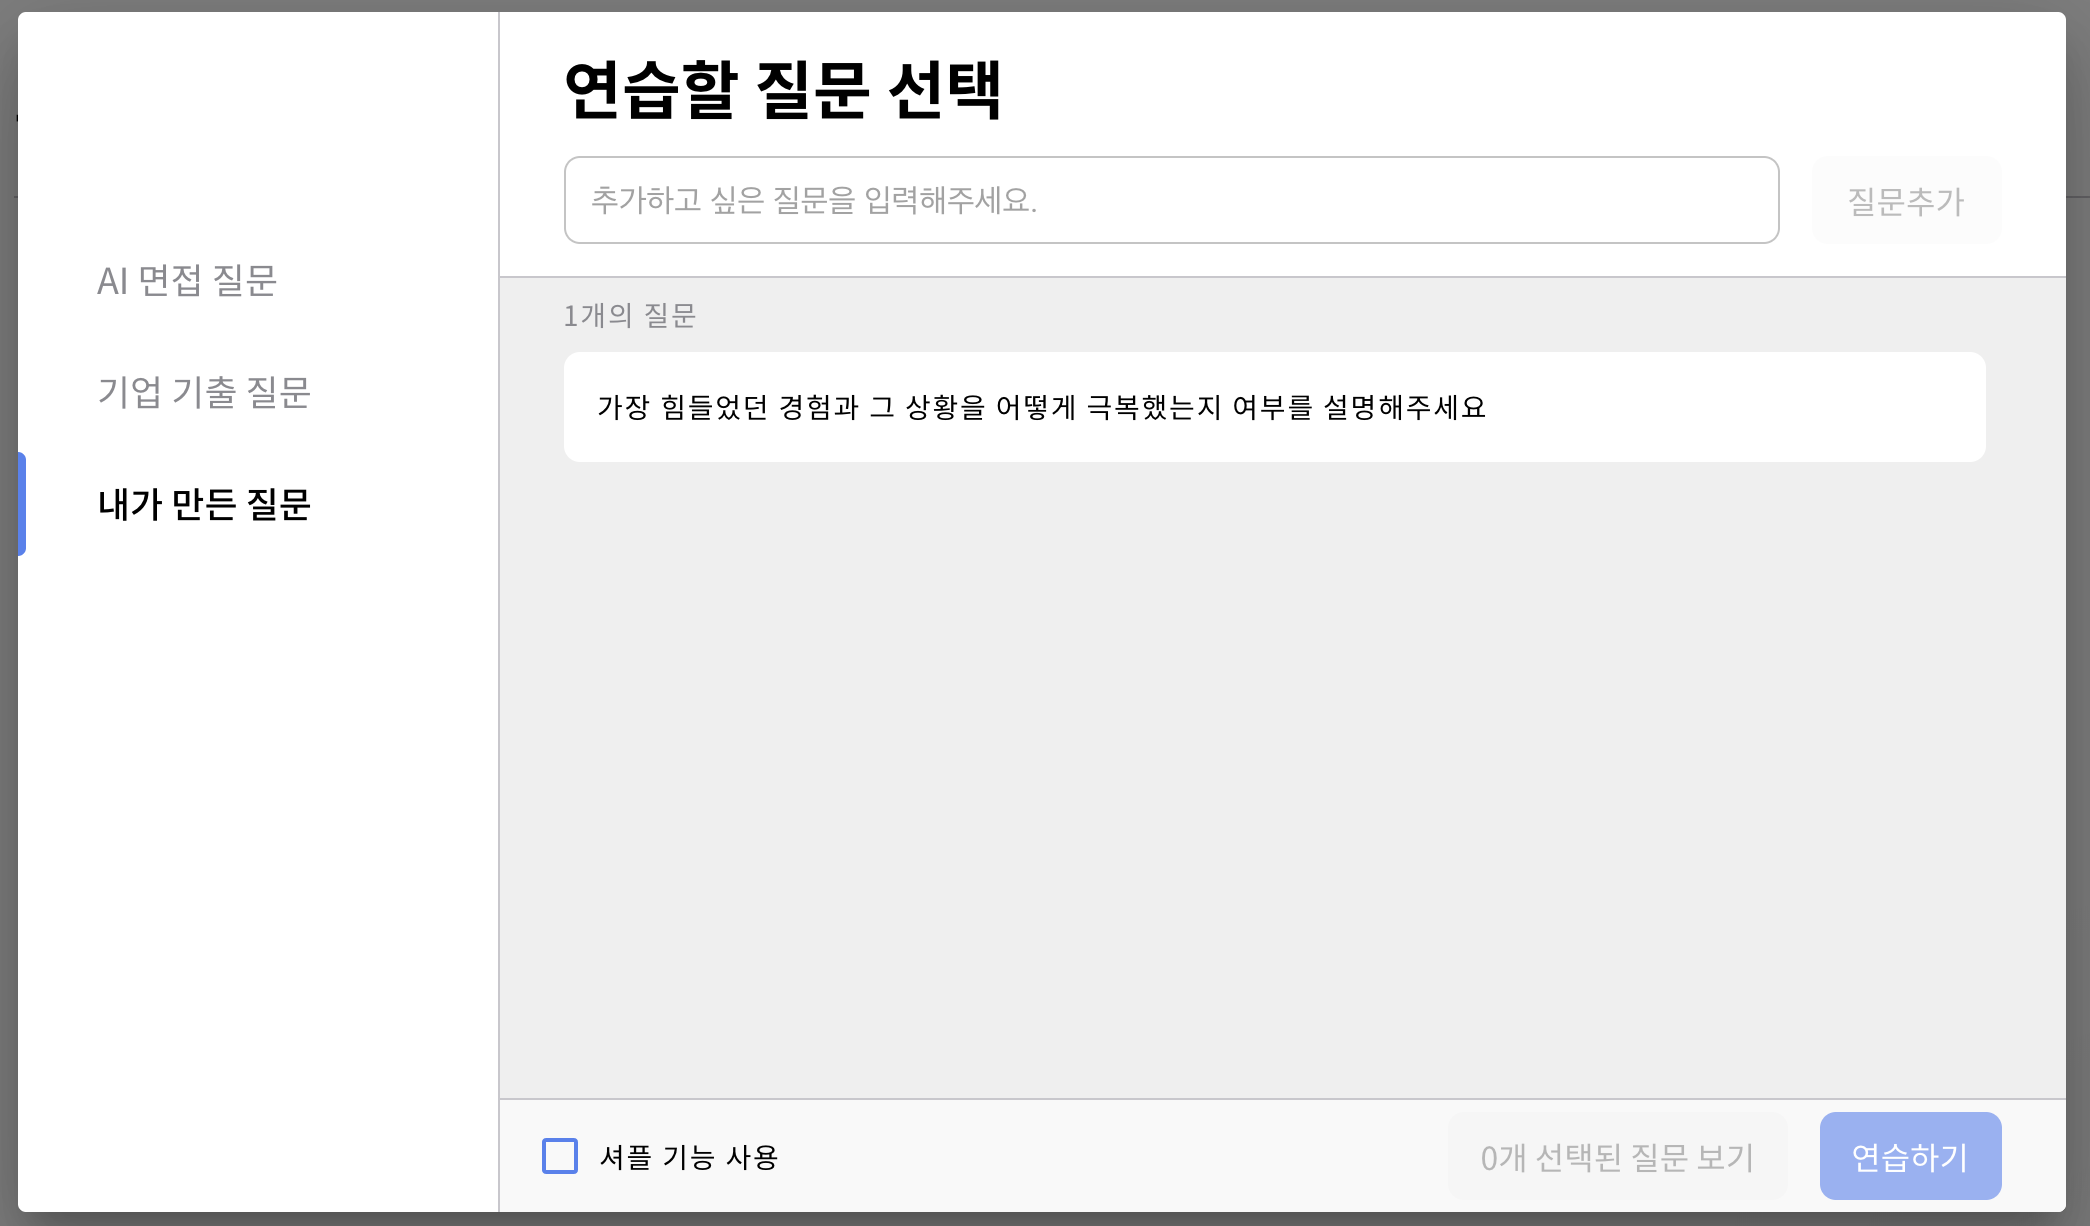 AI 면접 질문
기업 기출 질문
내가 만든 질문
연습할 질문 선택
추가하고 싶은 질문을 입력해주세요.
질문추가
1개의 질문
가장 힘들었던 경험과 그 상황을 어떻게 극복했는지 여부를 설명해주세요
셔플 기능 사용
0개 선택된 질문 보기
연습하기